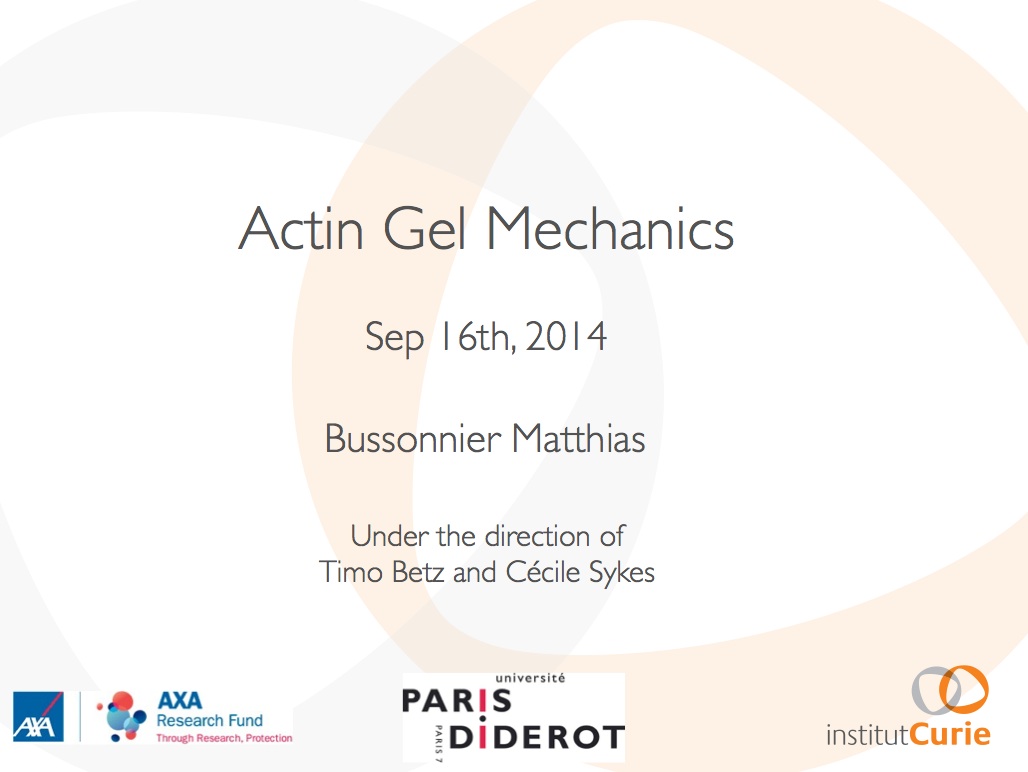 Actin Gel Mechanics
Sep 16th, 2014
Bussonnier Matthias
Under the direction of
Timo Betz and Cécile Sykes
AXA
AXA
Research Fund
Through Research, Protection
université
PARIS
PARIS 7
DiDEROT
institutCurie